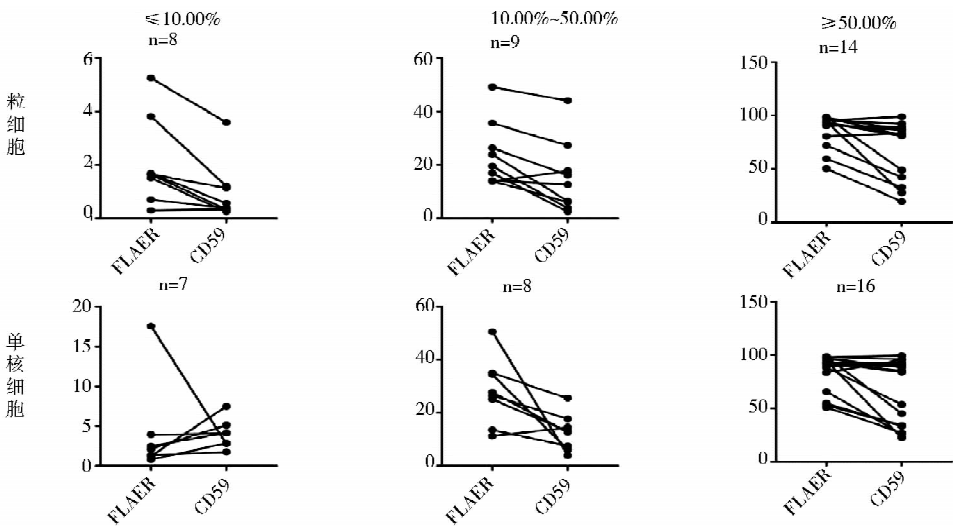 ≤10.00%
n=8
10.00%~50.00%
n=9
≥50.00%
n=14
粒细胞
6
4
2
0
FLAER
CD59
60
40
20
0
FLAER
CD59
150
100
50
0
FLAER
CD59
单核细胞
n=7
20
15
10
5
0
FLAER
CD59
n=8
60
40
20
0
FLAER
CD59
n=16
150
100
50
0
FLAER
CD59